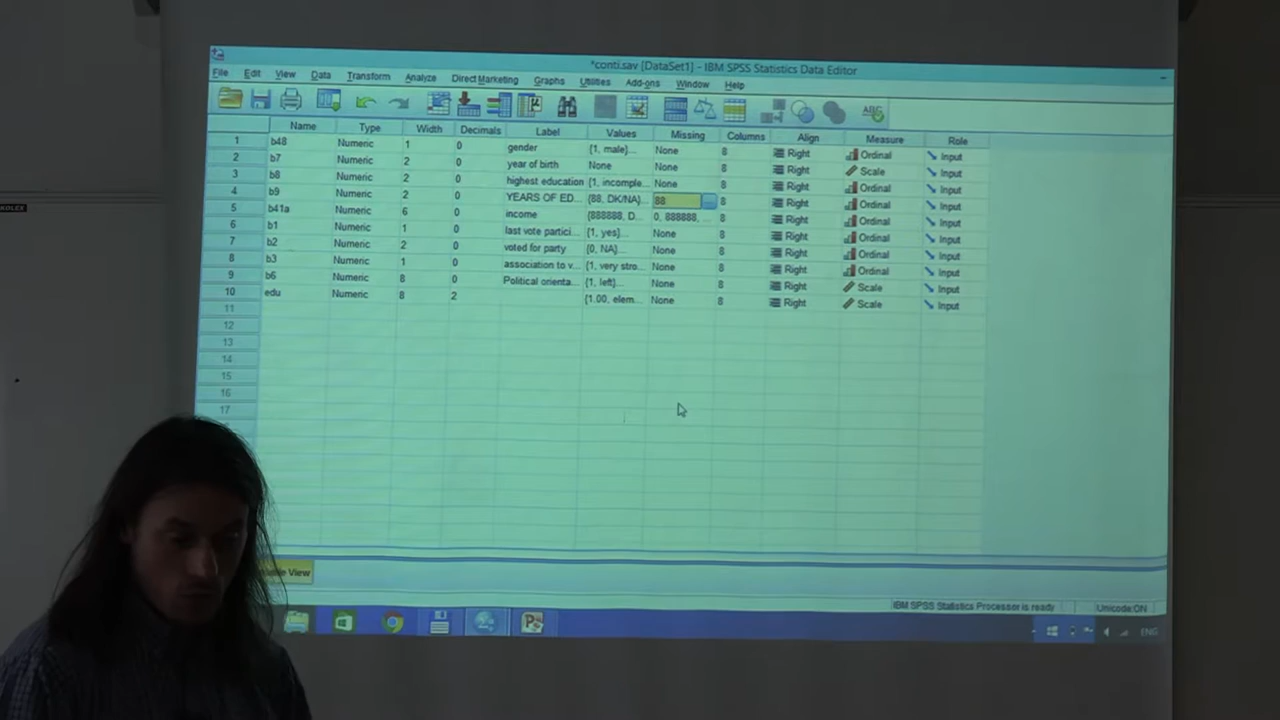 *conti.sav [DataSet1] - IBM SPSS Statistics Data Editor
File Edit View Data Transform Analyze Direct Marketing Graphs Utilities Add-ons Window Help
Name Type Width Decimals Label Values Missing Columns Align Measure Role
1 b48 Numeric 1 0 gender {1, male}... None 8 Right Ordinal Input
2 b7 Numeric 2 0 year of birth None None 8 Right Scale Input
3 b8 Numeric 2 0 highest education {1, incomple... None 8 Right Ordinal Input
4 b9 Numeric 2 0 YEARS OF ED... {88, DK/NA}... 88 8 Right Ordinal Input
5 b41a Numeric 6 0 income {888888, D... 0, 888888, 8 Right Ordinal Input
6 b1 Numeric 1 0 last vote partici... {1, yes}... None 8 Right Ordinal Input
7 b2 Numeric 2 0 voted for party {0, NA}... None 8 Right Ordinal Input
8 b3 Numeric 1 0 association to v... {1, very stro... None 8 Right Ordinal Input
9 b6 Numeric 8 0 Political orienta... {1, left}... None 8 Right Scale Input
10 edu Numeric 8 2 {1.00, elem... None 8 Right Scale Input
11
12
13
14
15
16
17
View
IBM SPSS Statistics Processor is ready Unicode:ON
ENG